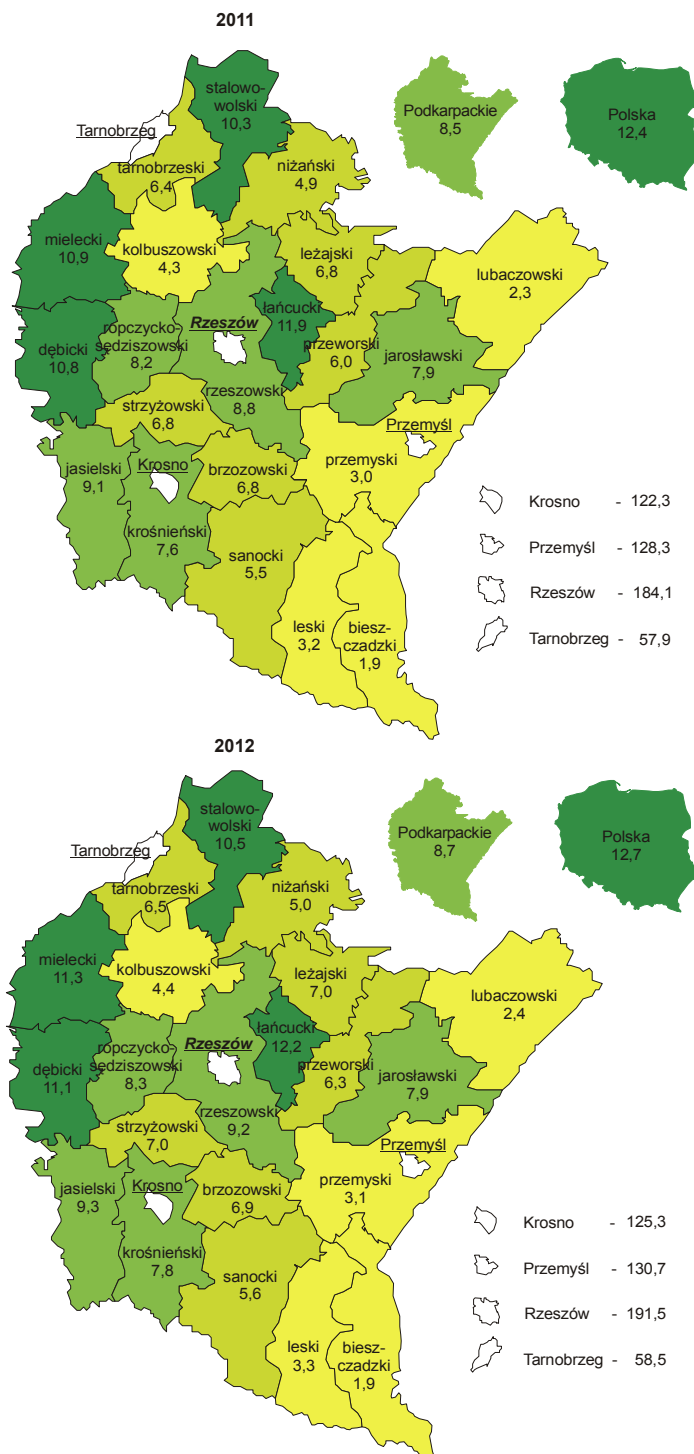 2011
stalowo-
wolski
10,3
Podkarpackie
8,5
Polska
12,4
Tarnobrzeg
tarnobrzeski
6,4
niżański
4,9
mielecki
10,9
kolbuszowski
4,3
leżajski
6,8
lubaczowski
2,3
ropczycko-
sędziszowski
8,2
Rzeszów
łańcucki
11,9
dębicki
10,8
przeworski
6,0
jarosławski
7,9
strzyżowski
6,8
rzeszowski
8,8
Przemyśl
jasielski
9,1
Krosno
brzozowski
6,8
przemyski
3,0
krośnieński
7,6
sanocki
5,5
leski
3,2
biesz-
czadzki
1,9
Krosno - 122,3
Przemyśl - 128,3
Rzeszów - 184,1
Tarnobrzeg - 57,9
2012
stalowo-
wolski
10,5
Podkarpackie
8,7
Polska
12,7
Tarnobrzeg
tarnobrzeski
6,5
niżański
5,0
mielecki
11,3
kolbuszowski
4,4
leżajski
7,0
lubaczowski
2,4
ropczycko-
sędziszowski
8,3
Rzeszów
łańcucki
12,2
dębicki
11,1
przeworski
6,3
jarosławski
7,9
strzyżowski
7,0
rzeszowski
9,2
Przemyśl
jasielski
9,3
Krosno
brzozowski
6,9
przemyski
3,1
krośnieński
7,8
sanocki
5,6
leski
3,3
biesz-
czadzki
1,9
Krosno - 125,3
Przemyśl - 130,7
Rzeszów - 191,5
Tarnobrzeg - 58,5